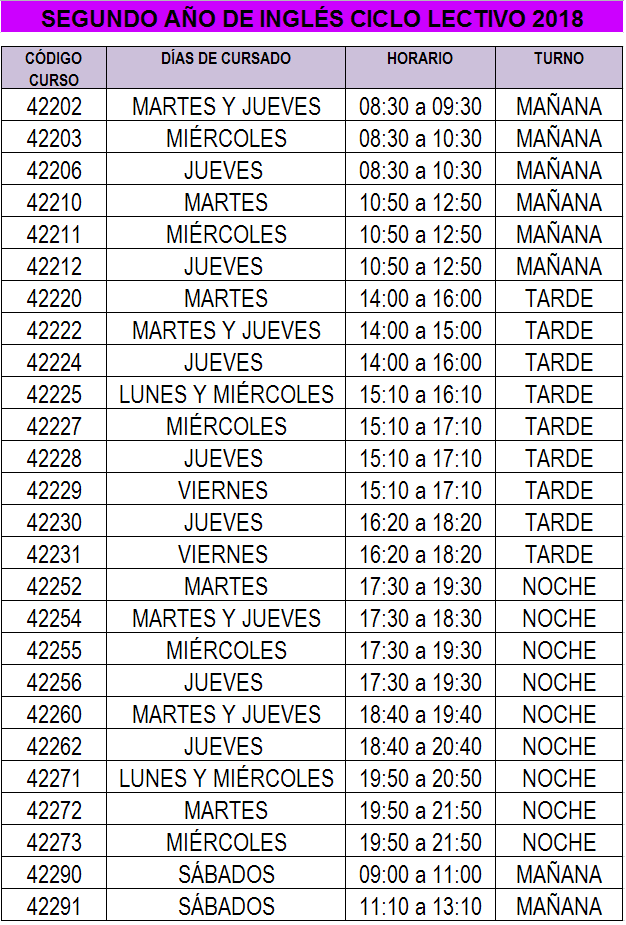 SEGUNDO AÑO DE INGLÉS CICLO LECTIVO 2018
CÓDIGO CURSO DÍAS DE CURSADO HORARIO TURNO
42202 MARTES Y JUEVES 08:30 a 09:30 MAÑANA
42203 MIÉRCOLES 08:30 a 10:30 MAÑANA
42206 JUEVES 08:30 a 10:30 MAÑANA
42210 MARTES 10:50 a 12:50 MAÑANA
42211 MIÉRCOLES 10:50 a 12:50 MAÑANA
42212 JUEVES 10:50 a 12:50 MAÑANA
42220 MARTES 14:00 a 16:00 TARDE
42222 MARTES Y JUEVES 14:00 a 15:00 TARDE
42224 JUEVES 14:00 a 16:00 TARDE
42225 LUNES Y MIÉRCOLES 15:10 a 16:10 TARDE
42227 MIÉRCOLES 15:10 a 17:10 TARDE
42228 JUEVES 15:10 a 17:10 TARDE
42229 VIERNES 15:10 a 17:10 TARDE
42230 JUEVES 16:20 a 18:20 TARDE
42231 VIERNES 16:20 a 18:20 TARDE
42252 MARTES 17:30 a 19:30 NOCHE
42254 MARTES Y JUEVES 17:30 a 18:30 NOCHE
42255 MIÉRCOLES 17:30 a 19:30 NOCHE
42256 JUEVES 17:30 a 19:30 NOCHE
42260 MARTES Y JUEVES 18:40 a 19:40 NOCHE
42262 JUEVES 18:40 a 20:40 NOCHE
42271 LUNES Y MIÉRCOLES 19:50 a 20:50 NOCHE
42272 MARTES 19:50 a 21:50 NOCHE
42273 MIÉRCOLES 19:50 a 21:50 NOCHE
42290 SÁBADOS 09:00 a 11:00 MAÑANA
42291 SÁBADOS 11:10 a 13:10 MAÑANA